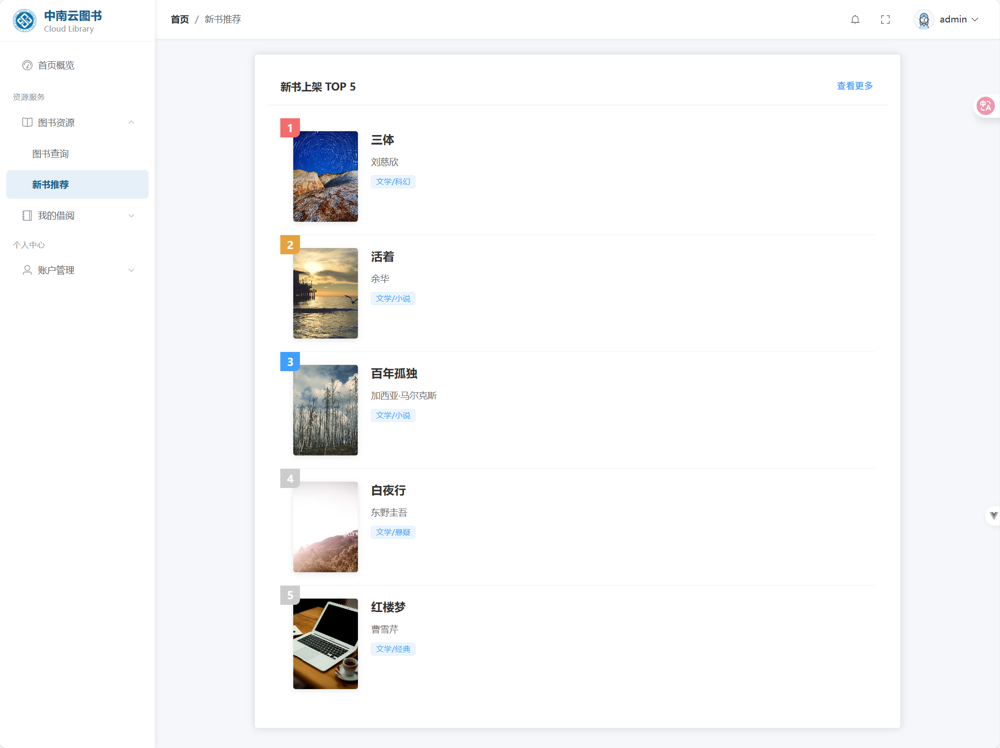 中南云图书
Cloud Library
首页 / 新书推荐
admin
首页概览
资源服务
图书资源
图书查询
新书推荐
我的借阅
个人中心
账户管理
新书上架 TOP 5
查看更多
1
三体
刘慈欣
文学/科幻
2
活着
余华
文学/小说
3
百年孤独
加西亚·马尔克斯
文学/小说
4
白夜行
东野圭吾
文学/悬疑
5
红楼梦
曹雪芹
文学/经典